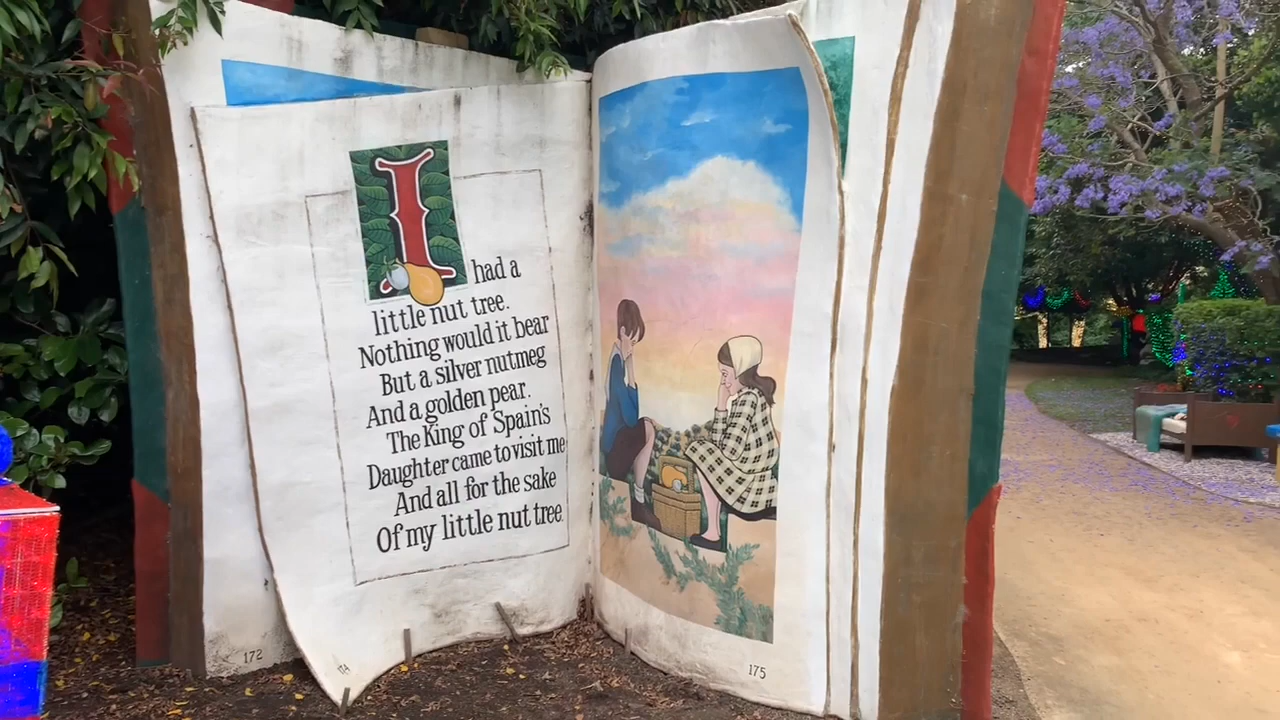 I had a
little nut tree.
Nothing would it bear
But a silver nutmeg
And a golden pear.
The King of Spain's
Daughter came to visit me
And all for the sake
Of my little nut tree.
172
174
175